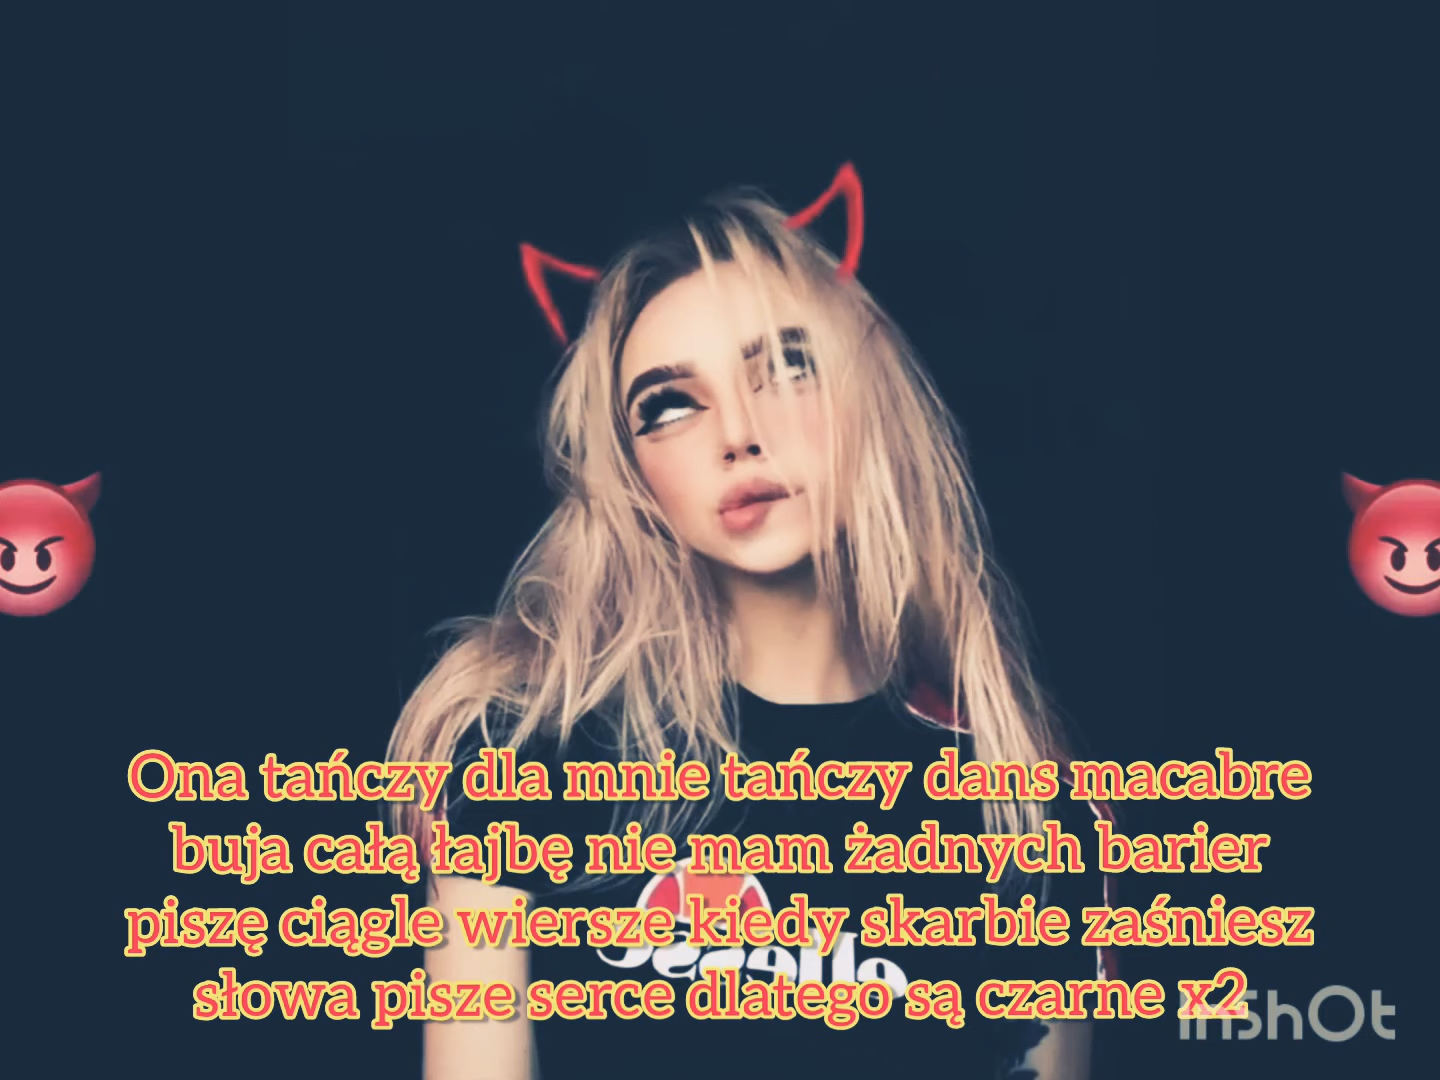 Ona tańczy dla mnie tańczy dans macabre
buja całą łajbę nie mam żadnych barier
piszę ciągle wiersze kiedy skarbie zaśniesz
słowa pisze serce dlatego są czarne x2
ellesse
InShOt